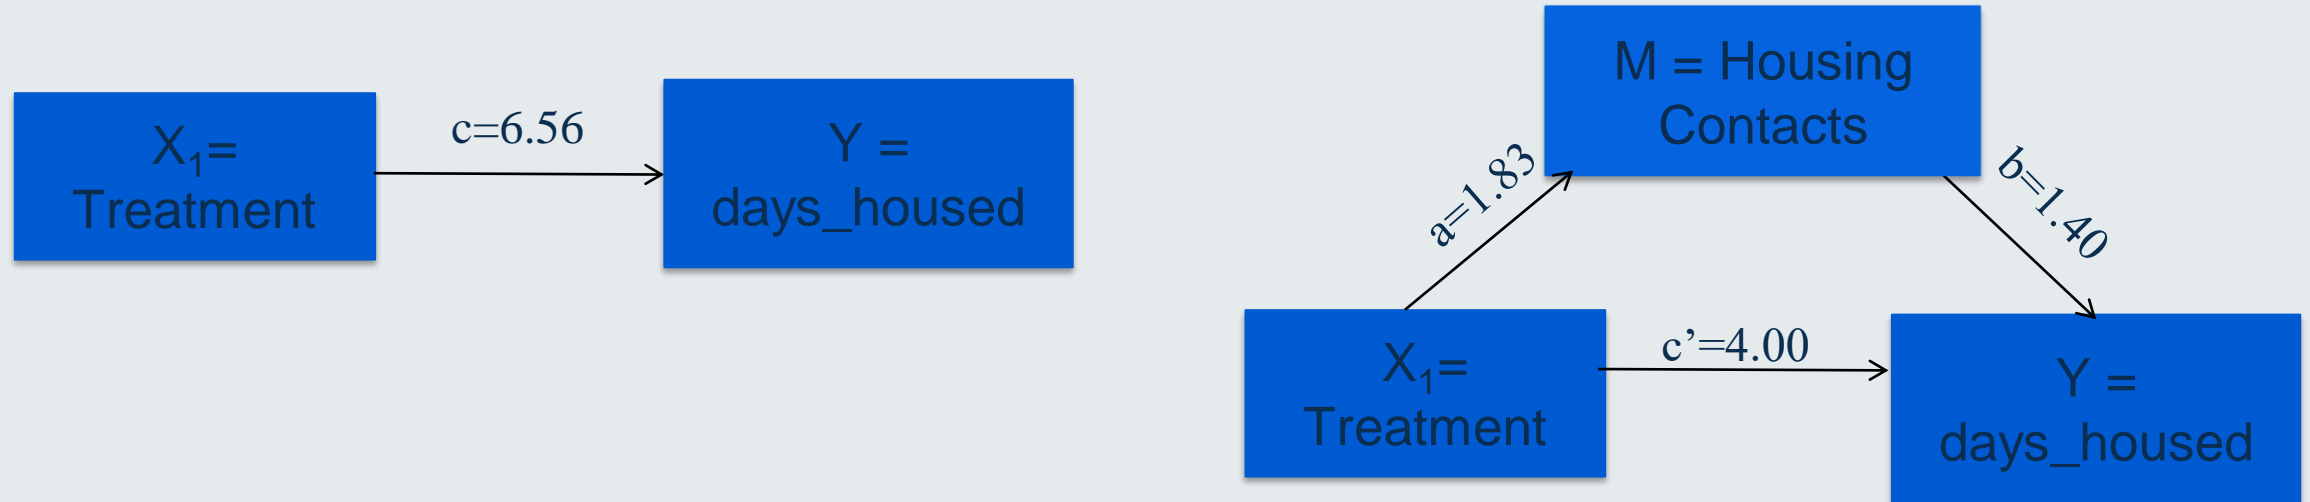 X₁=
Treatment
c=6.56
Y =
days_housed
M = Housing
Contacts
a=1.83
b=1.40
X₁=
Treatment
c’=4.00
Y =
days_housed